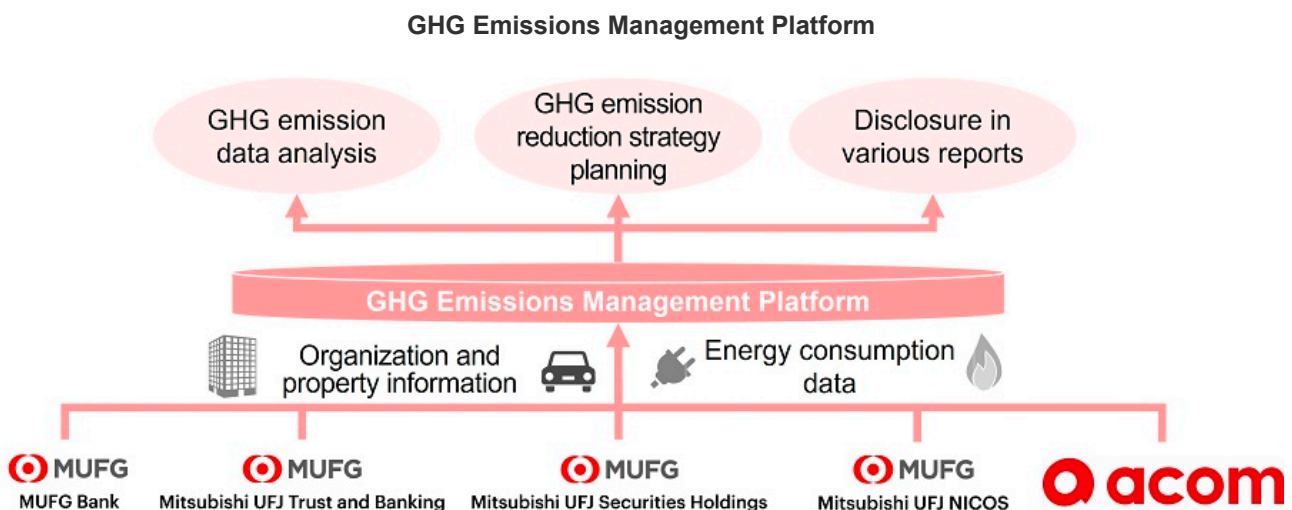 GHG Emissions Management Platform
GHG emission
data analysis
GHG emission
reduction strategy
planning
Disclosure in
various reports
GHG Emissions Management Platform
Organization and
property information
Energy consumption
data
MUFG
MUFG Bank
MUFG
Mitsubishi UFJ Trust and Banking
MUFG
Mitsubishi UFJ Securities Holdings
MUFG
Mitsubishi UFJ NICOS
acom